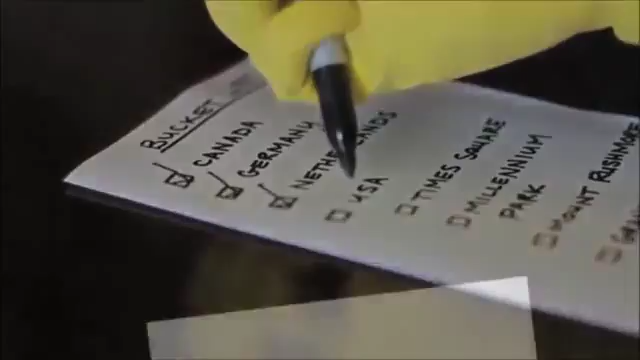 BUCKET
CANADA
GERMANY
NETHERLANDS
USA
TIMES SQUARE
MILLENNIUM
PARK
MOUNT RUSHMORE